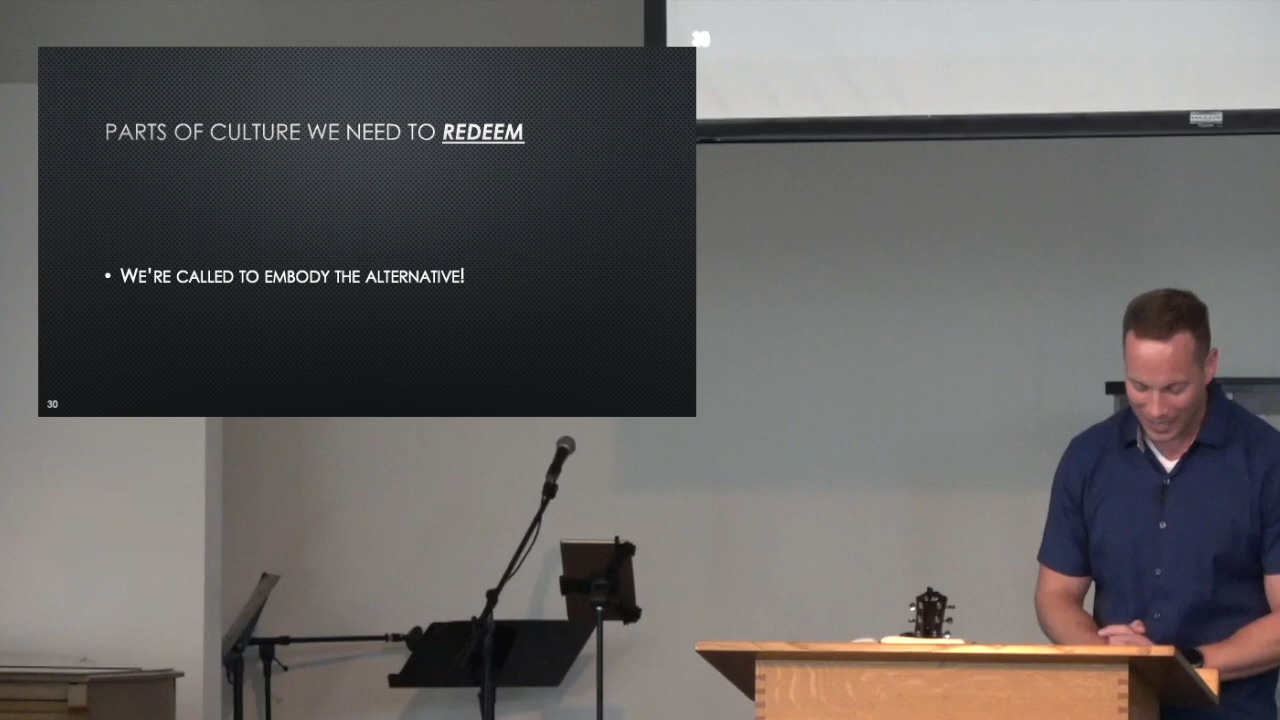 PARTS OF CULTURE WE NEED TO REDEEM
• WE'RE CALLED TO EMBODY THE ALTERNATIVE!
30